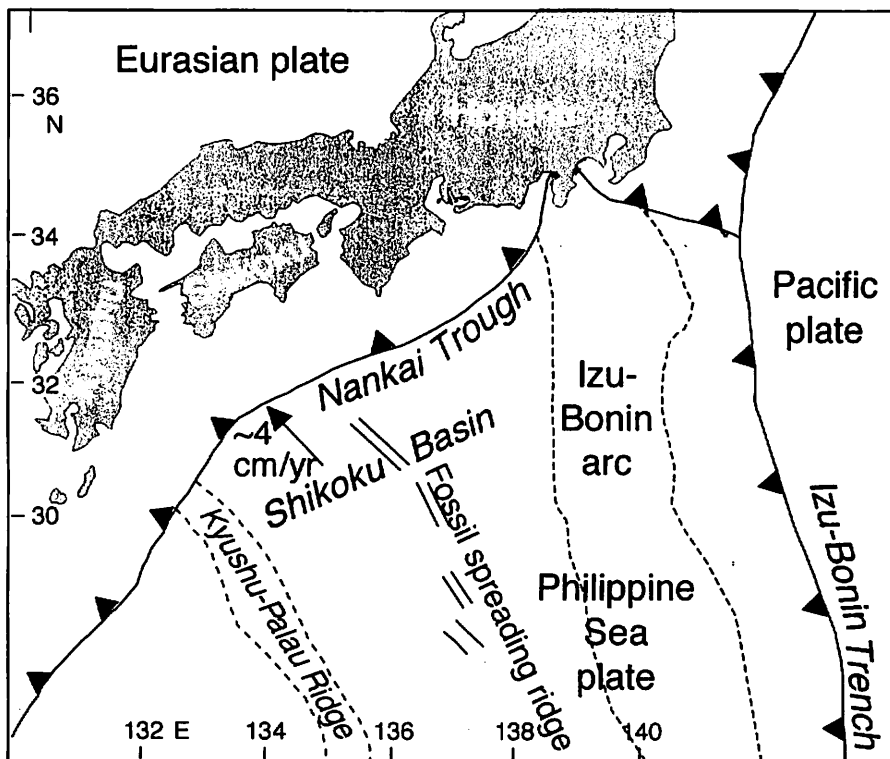 Eurasian plate
36
N
34
Pacific
plate
Nankai Trough
32
Izu-
Bonin
arc
~4
cm/yr
Shikoku Basin
Fossil spreading ridge
Izu-Bonin Trench
30
Kyushu-Palau Ridge
Philippine
Sea
plate
132 E
134
136
138
140